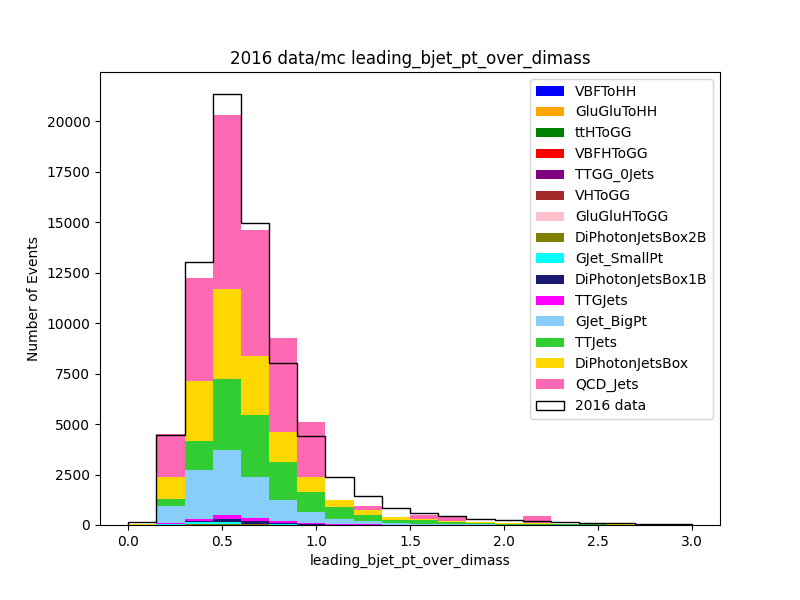 2016 data/mc leading_bjet_pt_over_dimass
Number of Events
20000
17500
15000
12500
10000
7500
5000
2500
0
0.0 0.5 1.0 1.5 2.0 2.5 3.0
leading_bjet_pt_over_dimass
VBFToHH
GluGluToHH
ttHToGG
VBFHToGG
TTGG_0Jets
VHToGG
GluGluHToGG
DiPhotonJetsBox2B
GJet_SmallPt
DiPhotonJetsBox1B
TTGJets
GJet_BigPt
TTJets
DiPhotonJetsBox
QCD_Jets
2016 data